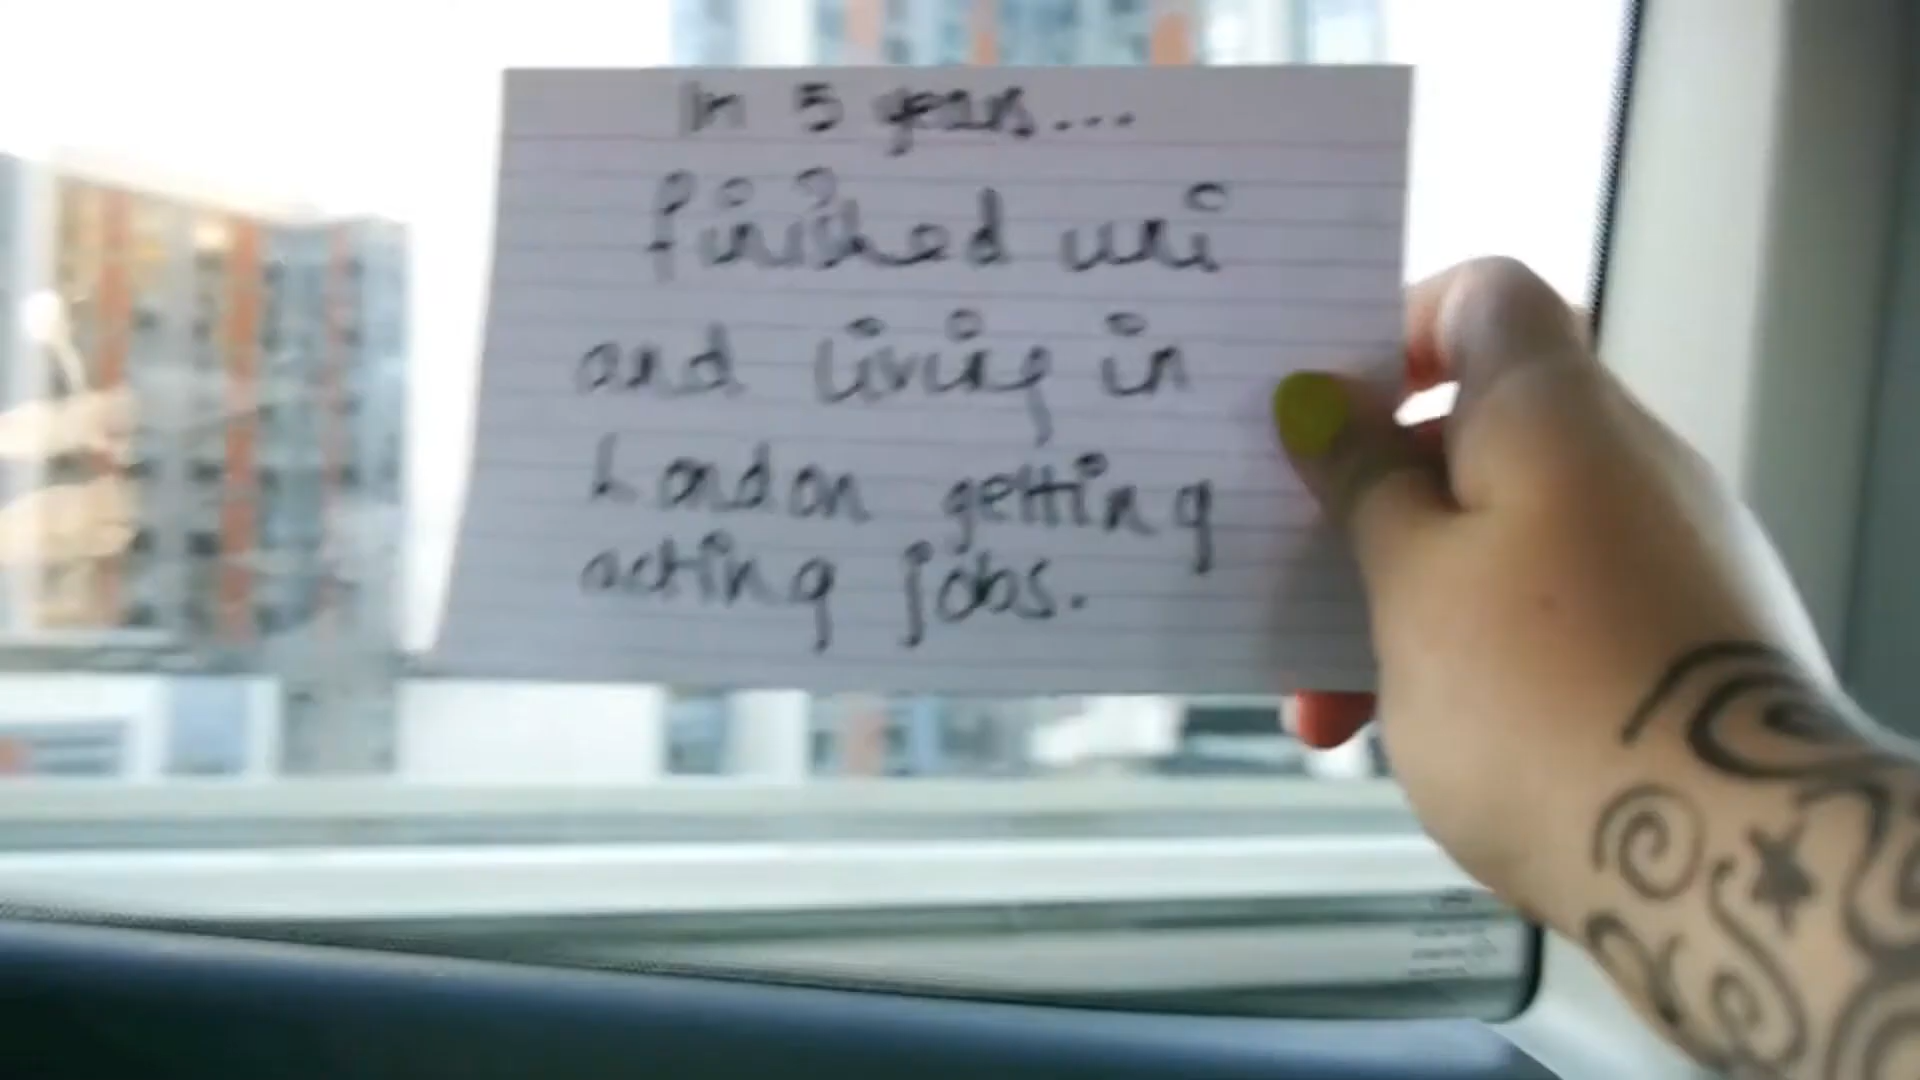 In 5 years...
finished uni
and living in
London getting
acting jobs.